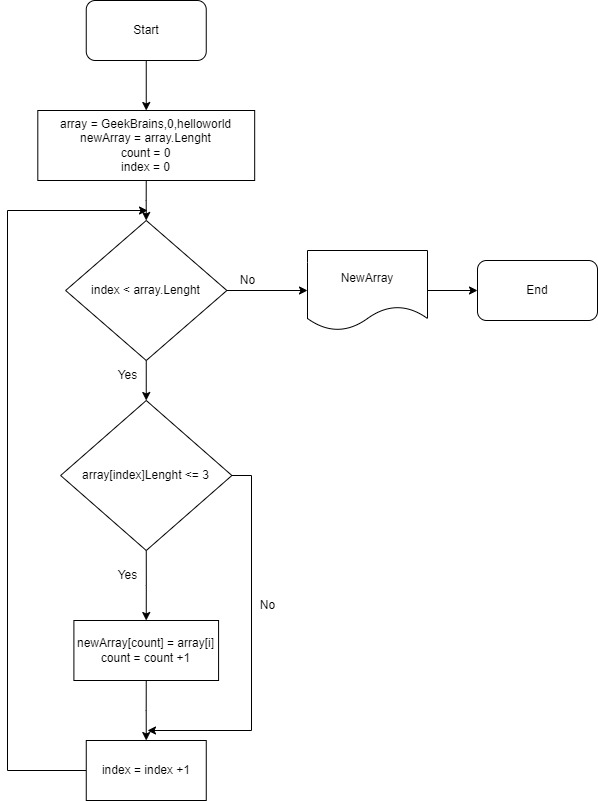 Start
array = GeekBrains,0,helloworld
newArray = array.Lenght
count = 0
index = 0
index < array.Lenght
No
NewArray
End
Yes
array[index]Lenght <= 3
Yes
No
newArray[count] = array[i]
count = count +1
index = index +1